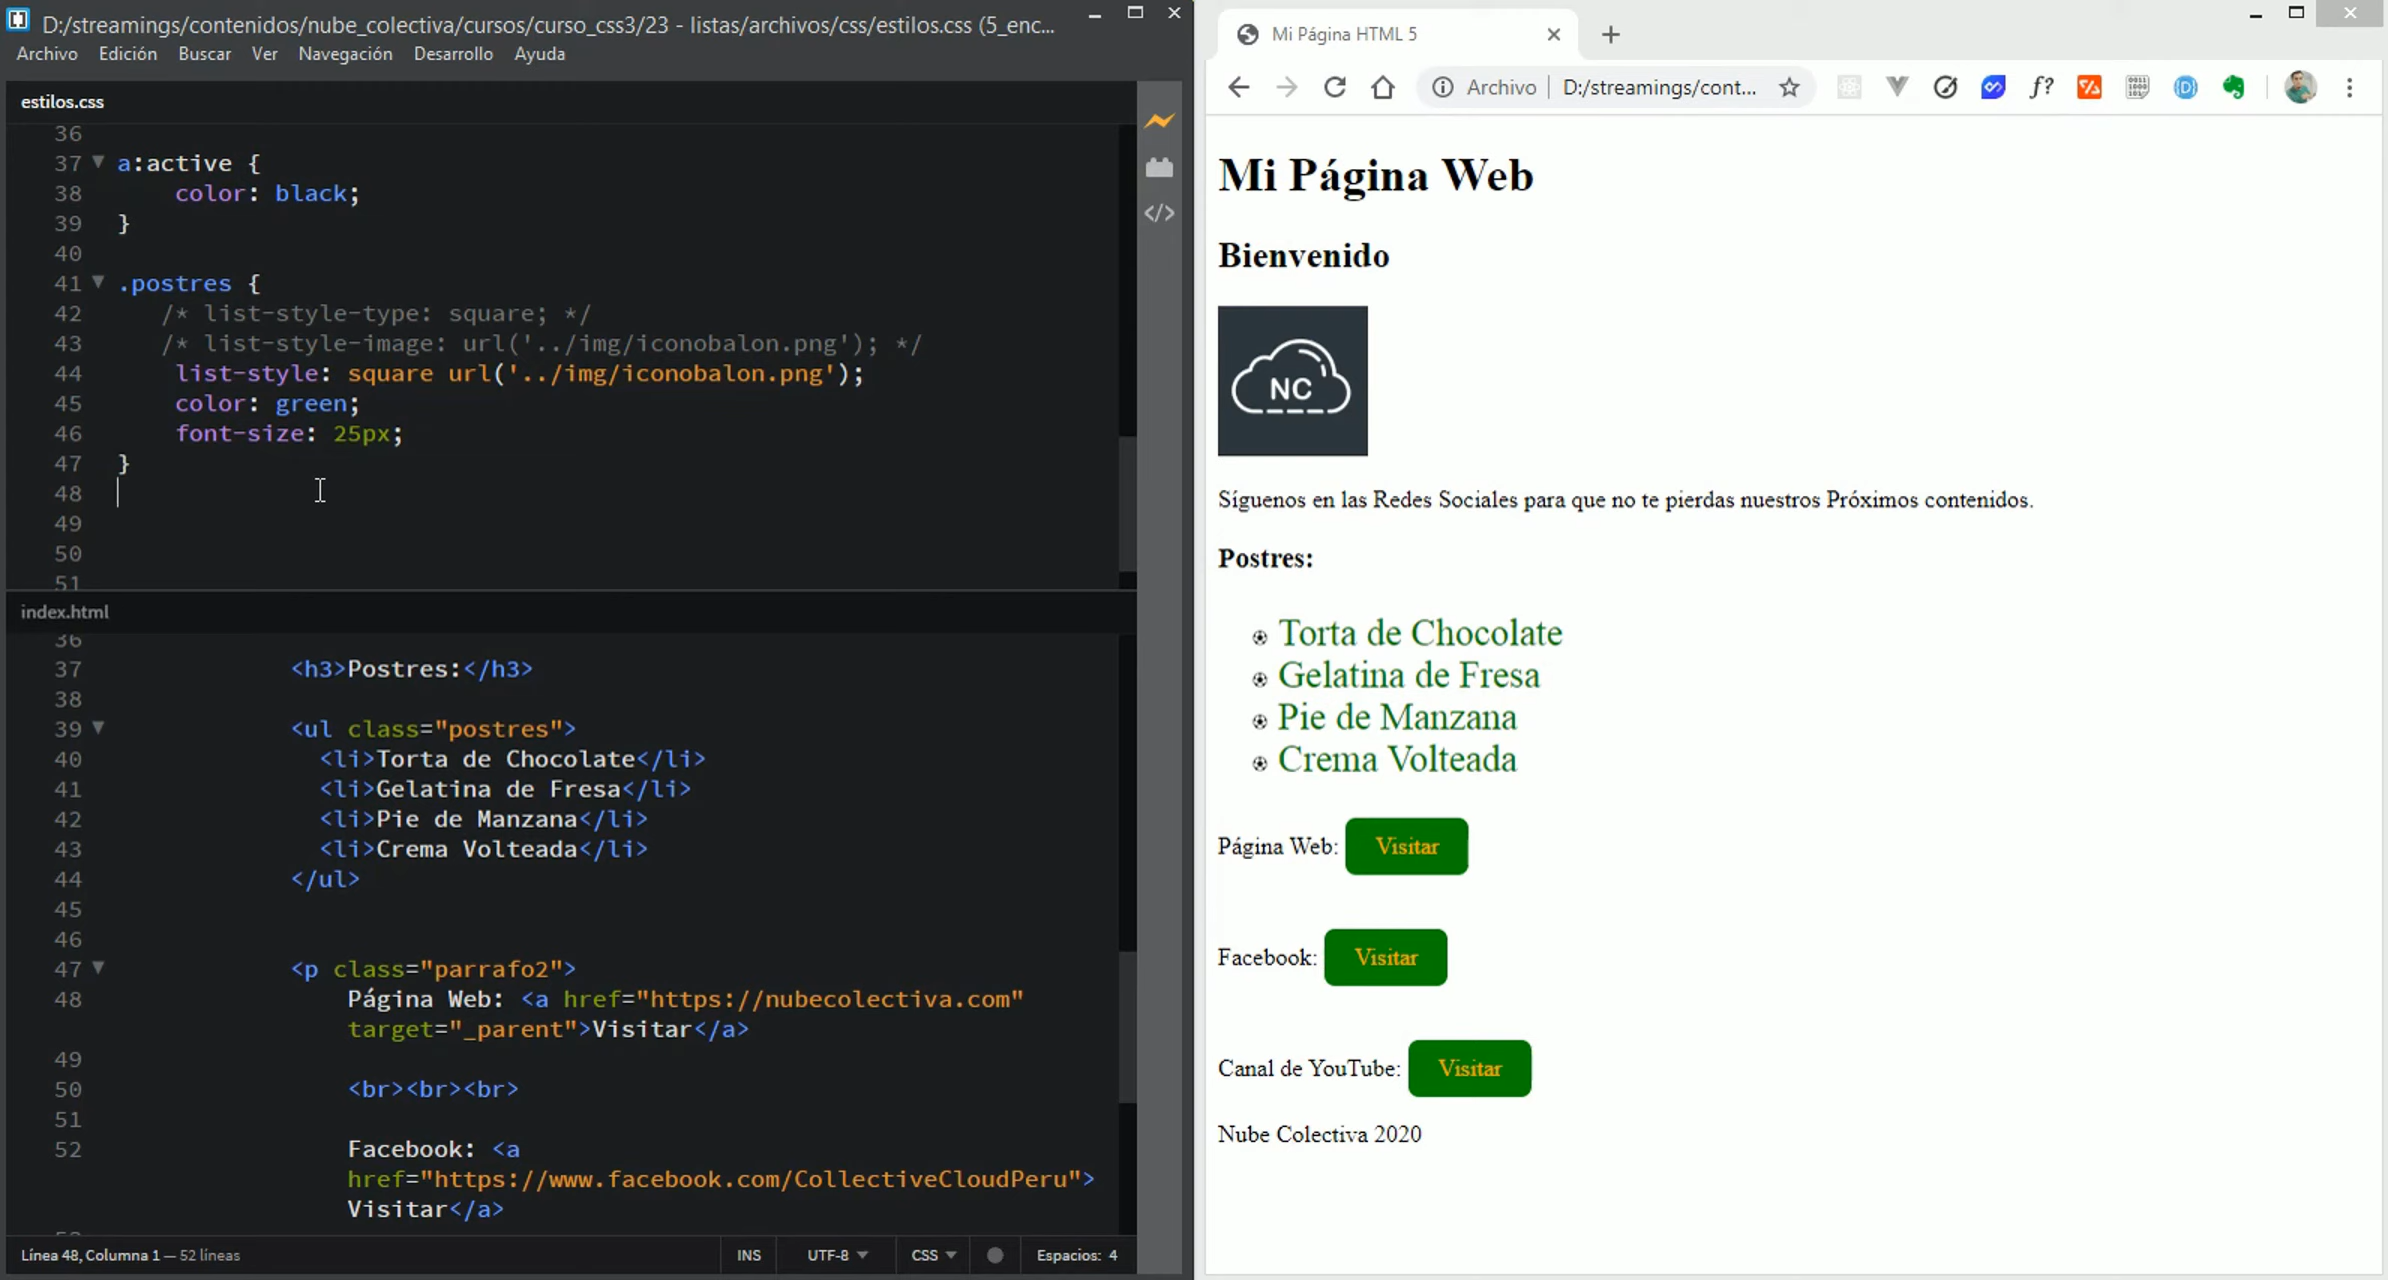 D:/streamings/contenidos/nube_colectiva/cursos/curso_css3/23 - listas/archivos/css/estilos.css (5_enc...
Archivo Edición Buscar Ver Navegación Desarrollo Ayuda
estilos.css
36
37 a:active {
38 color: black;
39 }
40
41 .postres {
42 /* list-style-type: square; */
43 /* list-style-image: url('../img/iconobalon.png'); */
44 list-style: square url('../img/iconobalon.png');
45 color: green;
46 font-size: 25px;
47 }
48
49
50
51
index.html
36
37 <h3>Postres:</h3>
38
39 <ul class="postres">
40 <li>Torta de Chocolate</li>
41 <li>Gelatina de Fresa</li>
42 <li>Pie de Manzana</li>
43 <li>Crema Volteada</li>
44 </ul>
45
46
47 <p class="parrafo2">
48 Página Web: <a href="https://nubecolectiva.com"
target="_parent">Visitar</a>
49
50 <br><br><br>
51
52 Facebook: <a
href="https://www.facebook.com/CollectiveCloudPeru">
Visitar</a>
Línea 48, Columna 1 — 52 líneas INS UTF-8 CSS Espacios: 4
Mi Página HTML 5
Archivo | D:/streamings/cont...
f?
Mi Página Web
Bienvenido
NC
Síguenos en las Redes Sociales para que no te pierdas nuestros Próximos contenidos.
Postres:
Torta de Chocolate
Gelatina de Fresa
Pie de Manzana
Crema Volteada
Página Web: Visitar
Facebook: Visitar
Canal de YouTube: Visitar
Nube Colectiva 2020